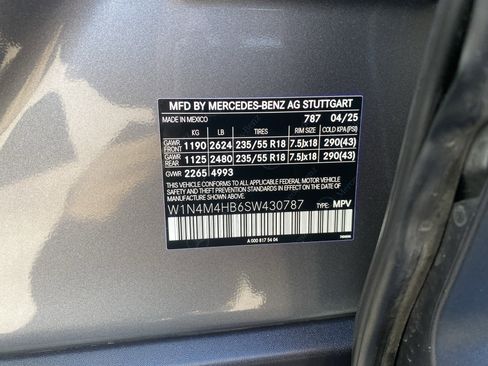 MFD BY MERCEDES-BENZ AG STUTTGART
MADE IN MEXICO 787 04/25
KG LB TIRES RIM SIZE COLD KPA (PSI)
GAWR FRONT 1190 2624 235/55 R18 7.5Jx18 290(43)
GAWR REAR 1125 2480 235/55 R18 7.5Jx18 290(43)
GVWR 2265 4993
THIS VEHICLE CONFORMS TO ALL APPLICABLE FEDERAL MOTOR VEHICLE
SAFETY AND THEFT PREVENTION STANDARDS IN EFFECT
ON THE DATE OF MANUFACTURE SHOWN ABOVE.
W1N4M4HB6SW430787 TYPE: MPV
A 000 817 54 04